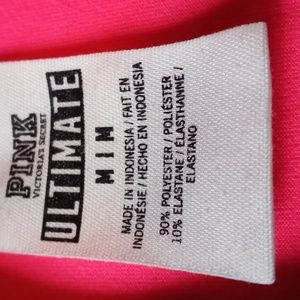 PINK
VICTORIA'S SECRET
ULTIMATE
M I M
MADE IN INDONESIA / FAIT EN
INDONÉSIE / HECHO EN INDONESIA
90% POLYESTER / POLIÉSTER
10% ELASTANE / ÉLASTHANNE /
ELASTANO